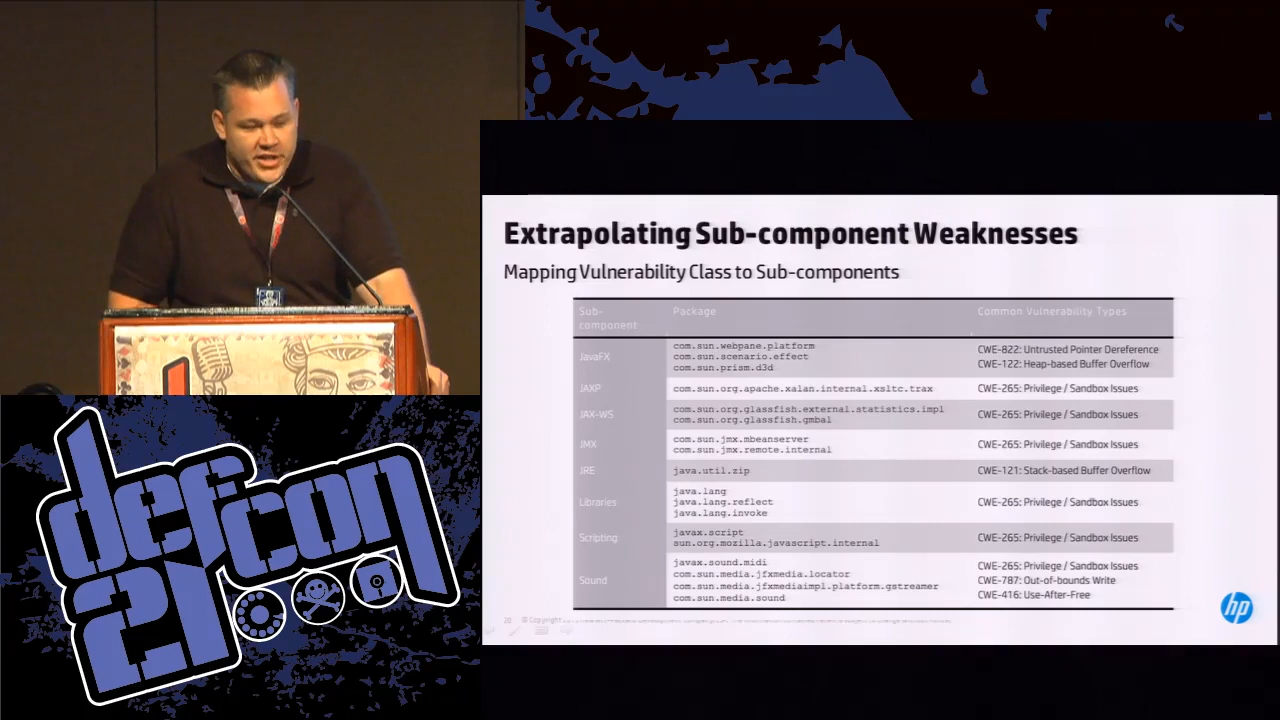 Extrapolating Sub-component Weaknesses
Mapping Vulnerability Class to Sub-components
Sub-component Package Common Vulnerability Types
JavaFX com.sun.webpane.platform
com.sun.scenario.effect
com.sun.prism.d3d
CWE-822: Untrusted Pointer Dereference
CWE-122: Heap-based Buffer Overflow
JAXP com.sun.org.apache.xalan.internal.xsltc.trax CWE-265: Privilege / Sandbox Issues
JAX-WS com.sun.org.glassfish.external.statistics.impl
com.sun.org.glassfish.gmbal
CWE-265: Privilege / Sandbox Issues
JMX com.sun.jmx.mbeanserver
com.sun.jmx.remote.internal
CWE-265: Privilege / Sandbox Issues
JRE java.util.zip CWE-121: Stack-based Buffer Overflow
Libraries java.lang
java.lang.reflect
java.lang.invoke
CWE-265: Privilege / Sandbox Issues
Scripting javax.script
sun.org.mozilla.javascript.internal
CWE-265: Privilege / Sandbox Issues
Sound javax.sound.midi
com.sun.media.jfxmedia.locator
com.sun.media.jfxmediaimpl.platform.gstreamer
com.sun.media.sound
CWE-265: Privilege / Sandbox Issues
CWE-787: Out-of-bounds Write
CWE-416: Use-After-Free
20 © Copyright
hp
defcon
21